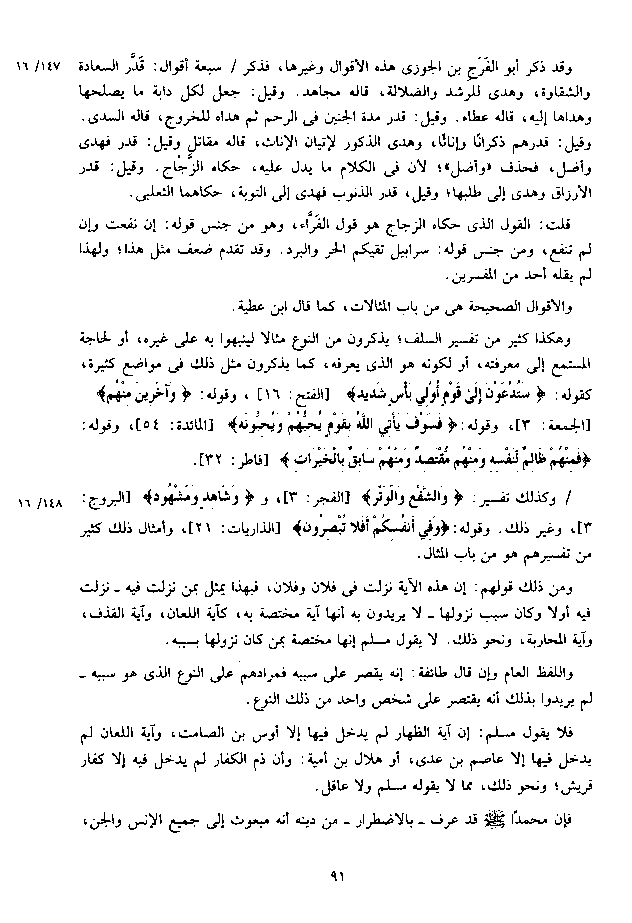 وقد ذكر أبو الفَرَج بن الجوزى هذه الأقوال وغيرها، فذكر / سبعة أقوال: قَدَّر السعادة ١٤٧/ ١٦
والشقاوة، وهدى للرشد والضلالة، قاله مجاهد. وقيل: جعل لكل دابة ما يصلحها
وهداها إليه، قاله عطاء. وقيل: قدر مدة الجنين فى الرحم ثم هداه للخروج، قاله السدى.
وقيل: قدرهم ذكرانًا وإناثًا، وهدى الذكور لإتيان الإناث، قاله مقاتل وقيل: قدر فهدى
وأضل، فحذف «وأضل»؛ لأن فى الكلام ما يدل عليه، حكاه الزَّجَّاج. وقيل: قدر
الأرزاق وهدى إلى طلبها؛ وقيل، قدر الذنوب فهدى إلى التوبة، حكاهما الثعلبى.
قلت: القول الذى حكاه الزجاج هو قول الفَرَّاء، وهو من جنس قوله: إن نفعت وإن
لم تنفع، ومن جنس قوله: سرابيل تقيكم الحر والبرد. وقد تقدم ضعف مثل هذا؛ ولهذا
لم يقله أحد من المفسرين.
والأقوال الصحيحة هى من باب المثالات، كما قال ابن عطية.
وهكذا كثير من تفسير السلف؛ يذكرون من النوع مثالا لينبهوا به على غيره، أو لحاجة
المستمع إلى معرفته، أو لكونه هو الذى يعرفه، كما يذكرون مثل ذلك فى مواضع كثيرة،
كقوله: ﴿ سَتُدْعَوْنَ إِلَىٰ قَوْمٍ أُولِي بَأْسٍ شَدِيدٍ﴾ [الفتح: ١٦] ، وقوله: ﴿ وَآخَرِينَ مِنْهُمْ﴾
[الجمعة: ٣]، وقوله:﴿ فَسَوْفَ يَأْتِي اللَّهُ بِقَوْمٍ يُحِبُّهُمْ وَيُحِبُّونَهُ﴾ [المائدة: ٥٤]، وقوله:
﴿فَمِنْهُمْ ظَالِمٌ لِّنَفْسِهِ وَمِنْهُم مُّقْتَصِدٌ وَمِنْهُمْ سَابِقٌ بِالْخَيْرَاتِ ﴾ [فاطر: ٣٢].
/ وكذلك تفسير: ﴿ وَالشَّفْعِ وَالْوَتْرِ﴾ [الفجر: ٣]، و ﴿ وَشَاهِدٍ وَمَشْهُودٍ﴾ [البروج: ١٤٨/ ١٦
٣]، وغير ذلك. وقوله:﴿وَفِي أَنفُسِكُمْ أَفَلا تُبْصِرُونَ﴾ [الذاريات: ٢١]، وأمثال ذلك كثير
من تفسيرهم هو من باب المثال.
ومن ذلك قولهم: إن هذه الآية نزلت فى فلان وفلان، فبهذا يمثل بمن نزلت فيه ـ نزلت
فيه أولا وكان سبب نزولها ـ لا يريدون به أنها آية مختصة به، كآية اللعان، وآية القذف،
وآية المحاربة، ونحو ذلك. لا يقول مسلم إنها مختصة بمن كان نزولها بسببه.
واللفظ العام وإن قال طائفة: إنه يقصر على سببه فمرادهم على النوع الذى هو سببه ـ
لم يريدوا بذلك أنه يقتصر على شخص واحد من ذلك النوع.
فلا يقول مسلم: إن آية الظهار لم يدخل فيها إلا أوس بن الصامت، وآية اللعان لم
يدخل فيها إلا عاصم بن عدى، أو هلال بن أمية: وأن ذم الكفار لم يدخل فيه إلا كفار
قريش؛ ونحو ذلك، مما لا يقوله مسلم ولا عاقل.
فإن محمدًا ﷺ قد عرف ـ بالاضطرار ـ من دينه أنه مبعوث إلى جميع الإنس والجن،
٩١